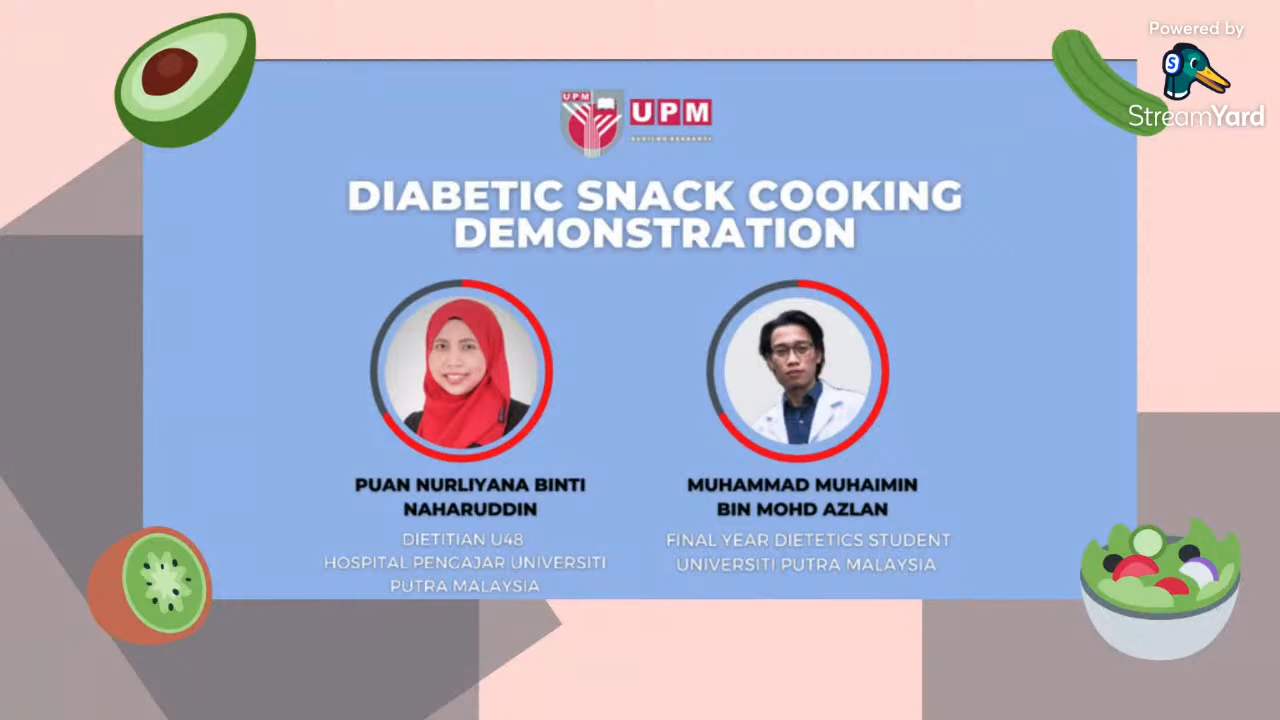 Powered by
S
StreamYard
UPM
UPM
DIABETIC SNACK COOKING
DEMONSTRATION
PUAN NURLIYANA BINTI
NAHARUDDIN
DIETITIAN U48
HOSPITAL PENGAJAR UNIVERSITI
PUTRA MALAYSIA
MUHAMMAD MUHAIMIN
BIN MOHD AZLAN
FINAL YEAR DIETETICS STUDENT
UNIVERSITI PUTRA MALAYSIA